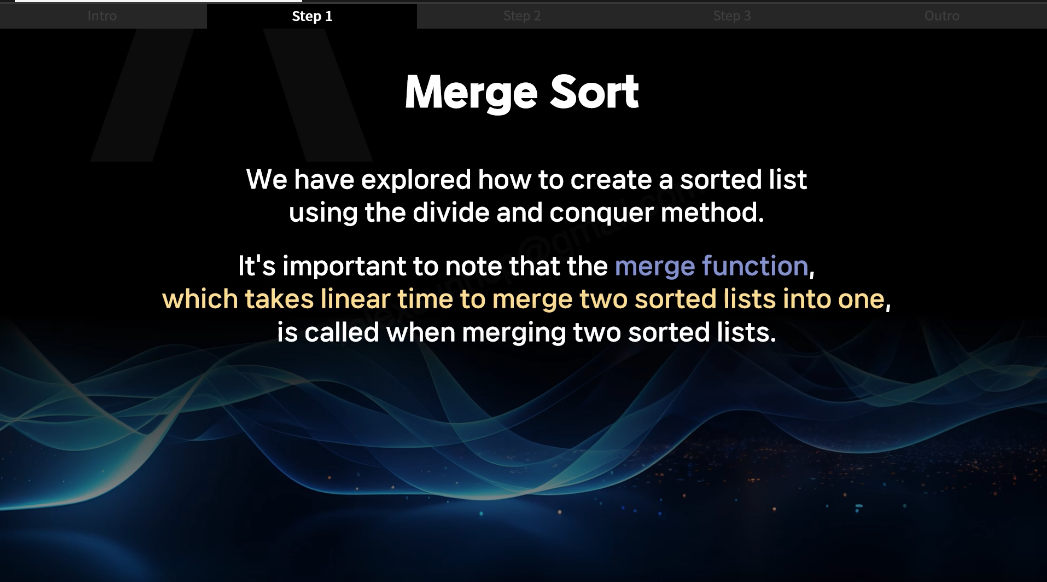 Intro
Step 1
Step 2
Step 3
Outro
Merge Sort
We have explored how to create a sorted list
using the divide and conquer method.
It's important to note that the merge function,
which takes linear time to merge two sorted lists into one,
is called when merging two sorted lists.